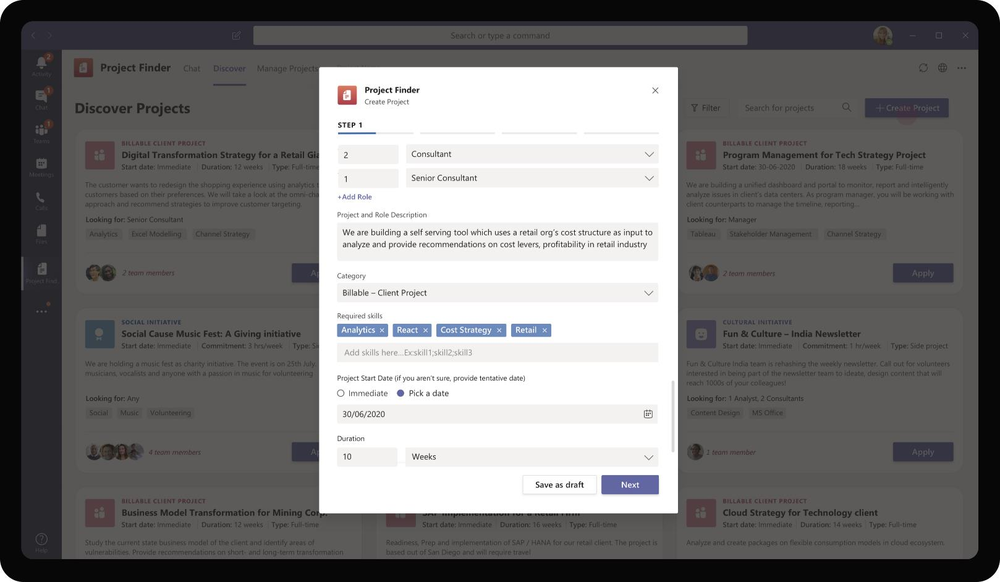 Search or type a command
2
Activity
1
Chat
1
Teams
Meetings
Calls
Files
Project Find..
Help
Project Finder
Chat
Discover
Manage Projects
Discover Projects
Filter
Search for projects
+ Create Project
BILLABLE CLIENT PROJECT
Digital Transformation Strategy for a Retail Gia
Start date: Immediate | Duration: 12 weeks | Type: Full-time
The customer wants to redesign the shopping experience using analytics t
customers based on their preferences. We will take a look at the omni-cha
approach and recommend strategies to improve customer targeting.
Looking for: Senior Consultant
Analytics
Excel Modelling
Channel Strategy
2 team members
Ap
BILLABLE CLIENT PROJECT
Program Management for Tech Strategy Project
Start date: 30-06-2020 | Duration: 18 weeks | Type: Full-time
We are building a unified dashboard and portal to monitor, report and intelligently
analyze issues in client's data centers. As program manager, you will be working with
client counterparts to manage the timeline, reporting...
Looking for: Manager
Tableau
Stakeholder Management
Channel Strategy
2 team members
Apply
SOCIAL INITIATIVE
Social Cause Music Fest: A Giving initiative
Start date: Immediate | Commitment: 3 hrs/week | Type: Si
We are holding a music fest as charity initiative. The event is on 25th July.
musicians, vocalists and anyone with a passion in music for volunteering
Looking for: Any
Social
Music
Volunteering
4 team members
Ap
CULTURAL INITIATIVE
Fun & Culture – India Newsletter
Start date: Immediate | Commitment: 1 hr/week | Type: Side project
Fun & Culture India team is rehashing the weekly newsletter. Call out for volunteers
interested in being part of the newsletter team to ideate, design content that will
reach 1000s of your colleagues!
Looking for: 1 Analyst, 2 Consultants
Content Design
MS Office
1 team member
Apply
BILLABLE CLIENT PROJECT
Business Model Transformation for Mining Corp.
Start date: Immediate | Duration: 12 weeks | Type: Full-time
Study the current state business model of the client and identify areas of
vulnerabilities. Provide recommendations on short- and long-term transformation
SAP Implementation for a Retail Firm
Start date: Immediate | Duration: 16 weeks | Type: Full-time
Readiness, Prep and implementation of SAP / HANA for our retail client. The project is
based out of San Diego and will require travel
BILLABLE CLIENT PROJECT
Cloud Strategy for Technology client
Start date: Immediate | Duration: 14 weeks | Type: Full-time
Analyze and create packages on flexible consumption models in cloud ecosystem.
Project Finder
Create Project
STEP 1
2
Consultant
1
Senior Consultant
+Add Role
Project and Role Description
We are building a self serving tool which uses a retail org's cost structure as input to
analyze and provide recommendations on cost levers, profitability in retail industry
Category
Billable – Client Project
Required skills
Analytics ×
React ×
Cost Strategy ×
Retail ×
Add skills here...Ex:skill1;skill2;skill3
Project Start Date (if you aren't sure, provide tentative date)
Immediate
Pick a date
30/06/2020
Duration
10
Weeks
Save as draft
Next